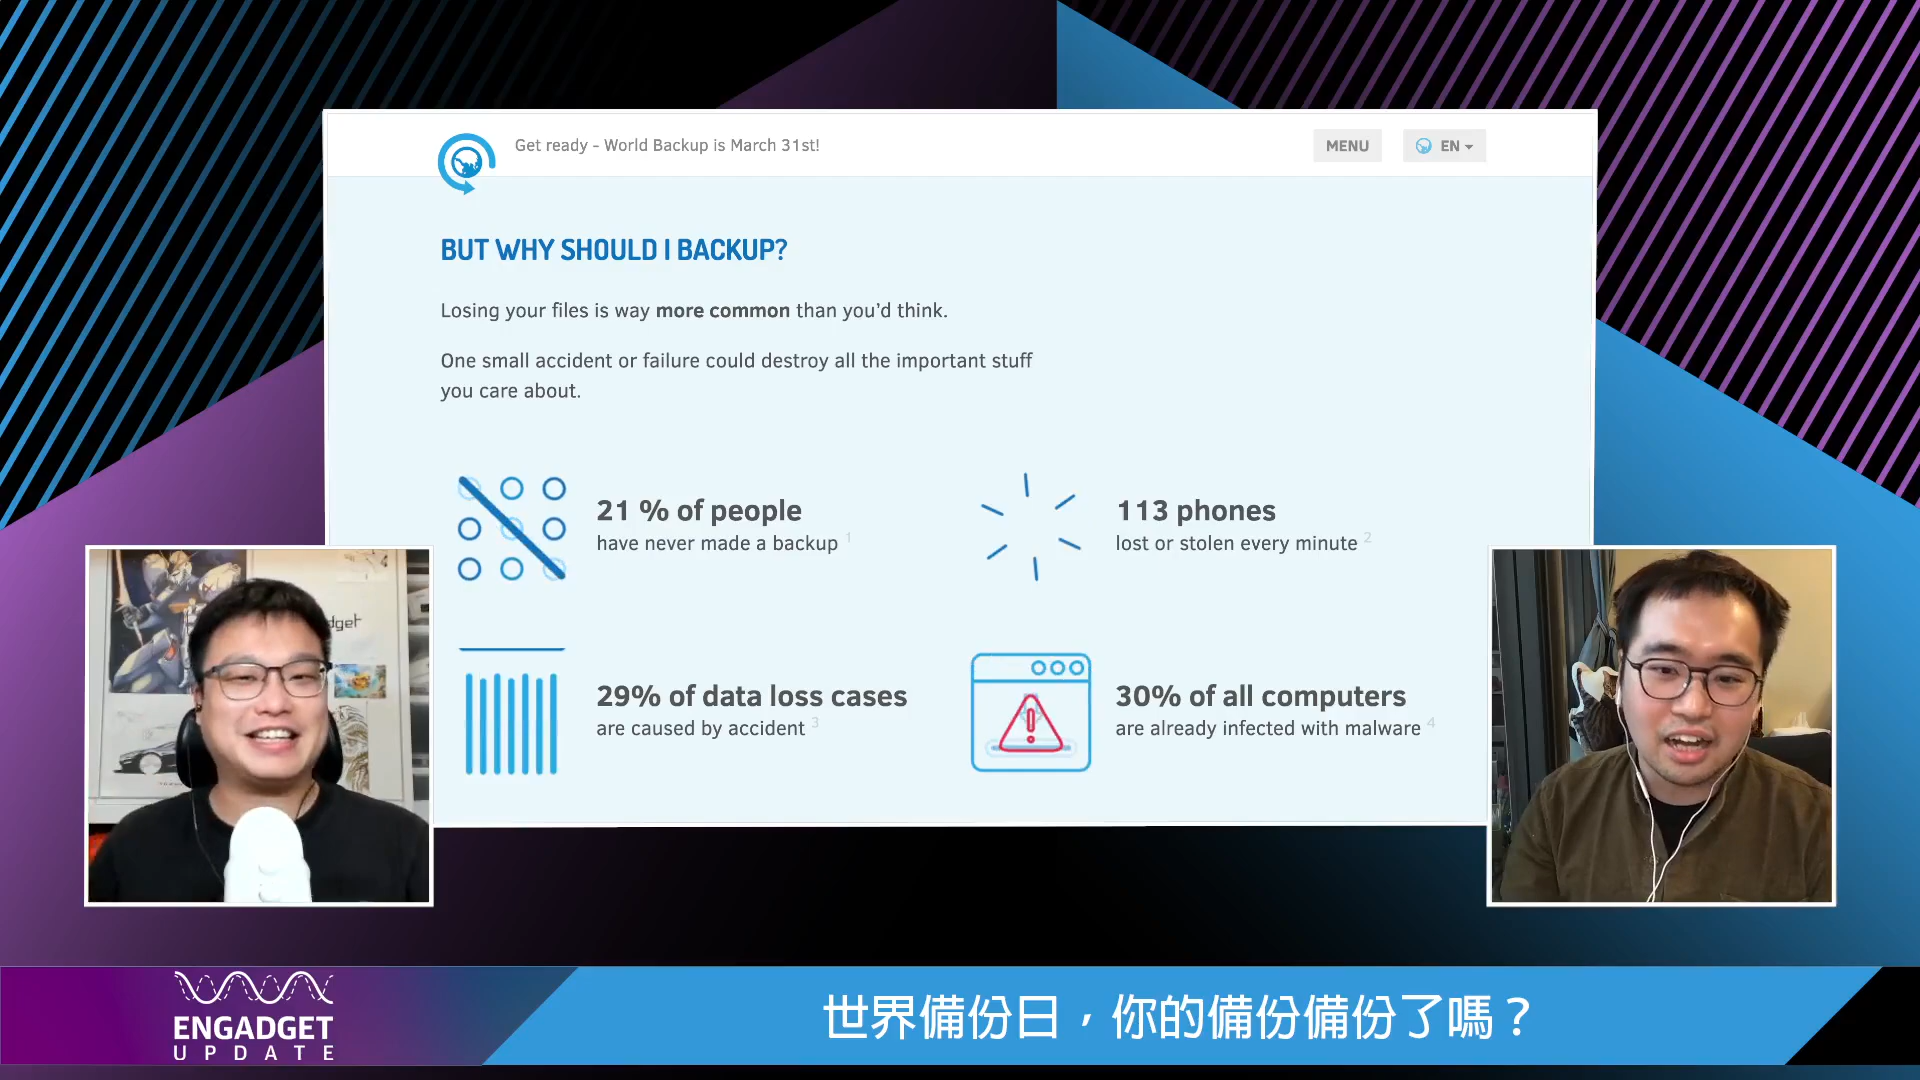 Get ready - World Backup is March 31st!
MENU
EN
BUT WHY SHOULD I BACKUP?
Losing your files is way more common than you’d think.
One small accident or failure could destroy all the important stuff
you care about.
21 % of people
have never made a backup 1
113 phones
lost or stolen every minute 2
29% of data loss cases
are caused by accident 3
30% of all computers
are already infected with malware 4
dget
ENGADGET
UPDATE
世界備份日，你的備份備份了嗎？